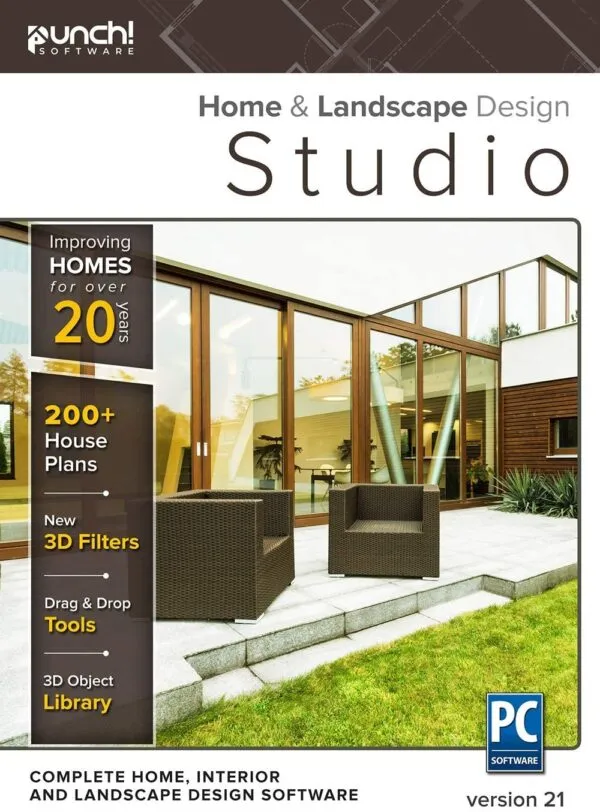 Punch!
SOFTWARE
Home & Landscape Design
Studio
Improving
HOMES
for over
20 years
200+
House
Plans
New
3D Filters
Drag & Drop
Tools
3D Object
Library
PC
SOFTWARE
COMPLETE HOME, INTERIOR
AND LANDSCAPE DESIGN SOFTWARE
version 21